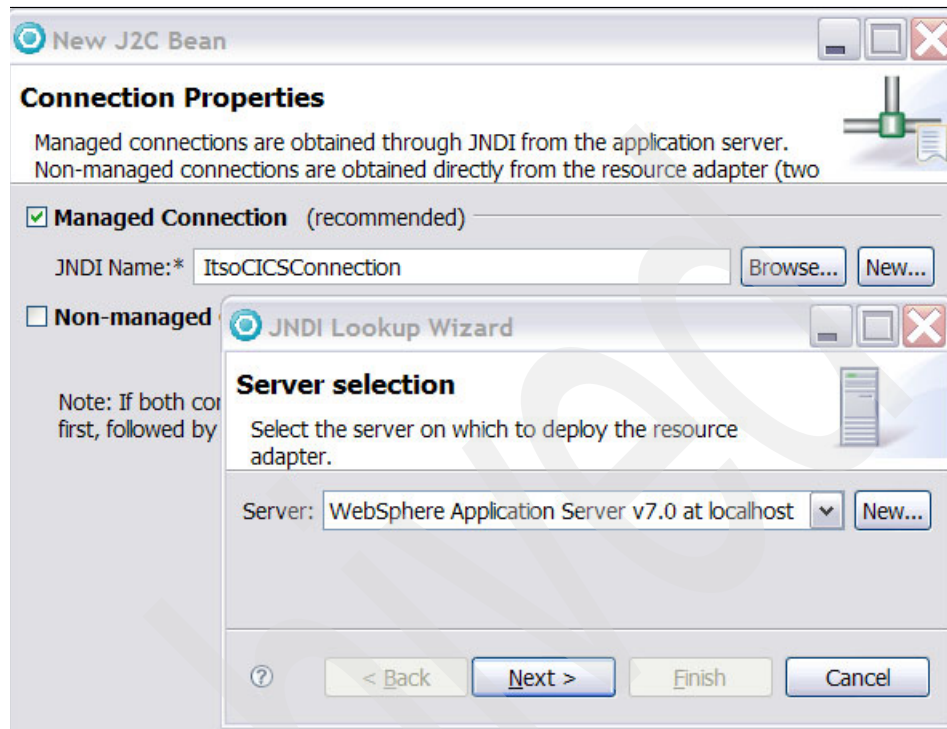 New J2C Bean
Connection Properties
Managed connections are obtained through JNDI from the application server.
Non-managed connections are obtained directly from the resource adapter (two
Managed Connection (recommended)
JNDI Name:* ItsoCICSConnection Browse... New...
Non-managed
JNDI Lookup Wizard
Server selection
Note: If both
first, followed by
Select the server on which to deploy the resource
adapter.
Server: WebSphere Application Server v7.0 at localhost New...
? < Back Next > Finish Cancel